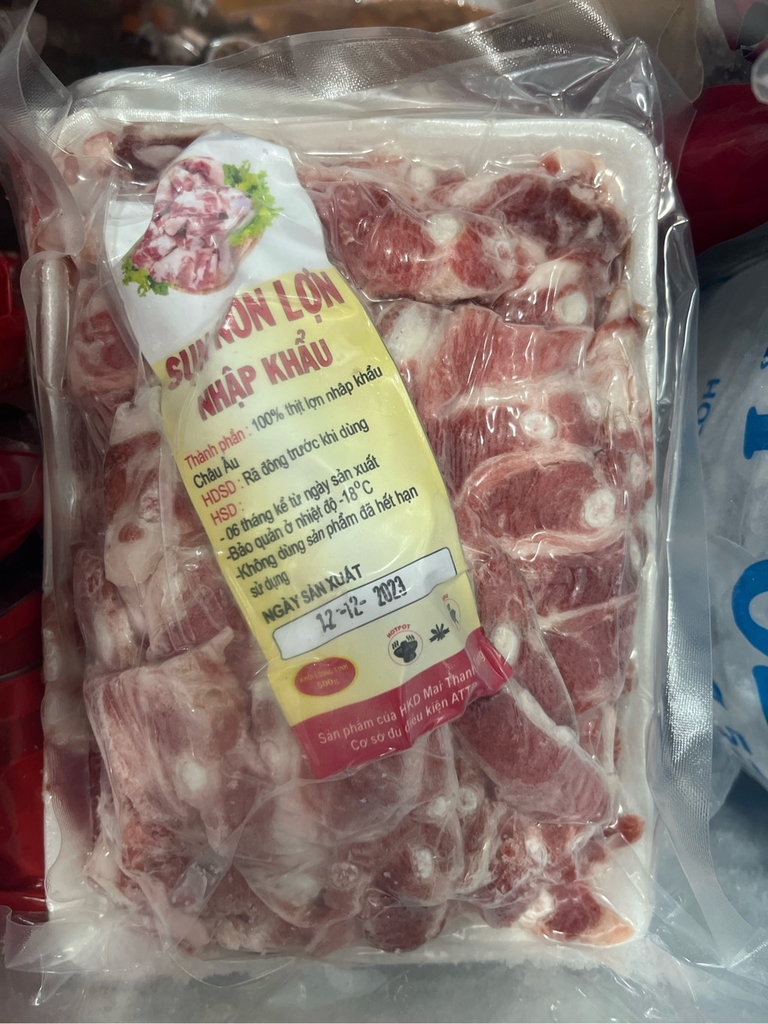 SỤN NON LỢN
NHẬP KHẨU
Thành phần : 100% thịt lợn nhập khẩu
Châu Âu
HDSD : Rã đông trước khi dùng
HSD :
- 06 tháng kể từ ngày sản xuất
-Bảo quản ở nhiệt độ -18°C
-Không dùng sản phẩm đã hết hạn
sử dụng
NGÀY SẢN XUẤT
12-12- 2023
HOTPOT
500g
Sản phẩm của HKD Mai Thanh
Cơ sở đủ điều kiện ATT